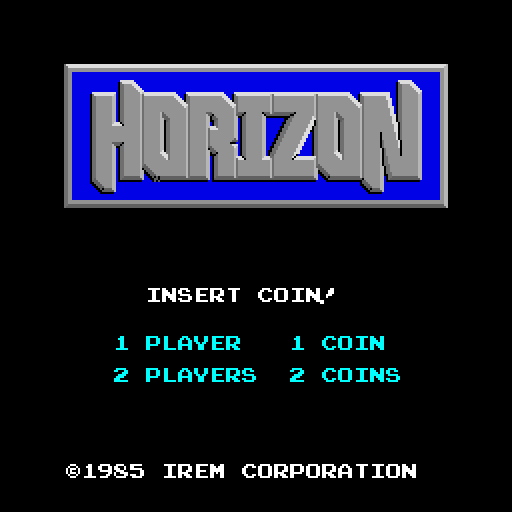 HORIZON
INSERT COIN!
1 PLAYER 1 COIN
2 PLAYERS 2 COINS
©1985 IREM CORPORATION